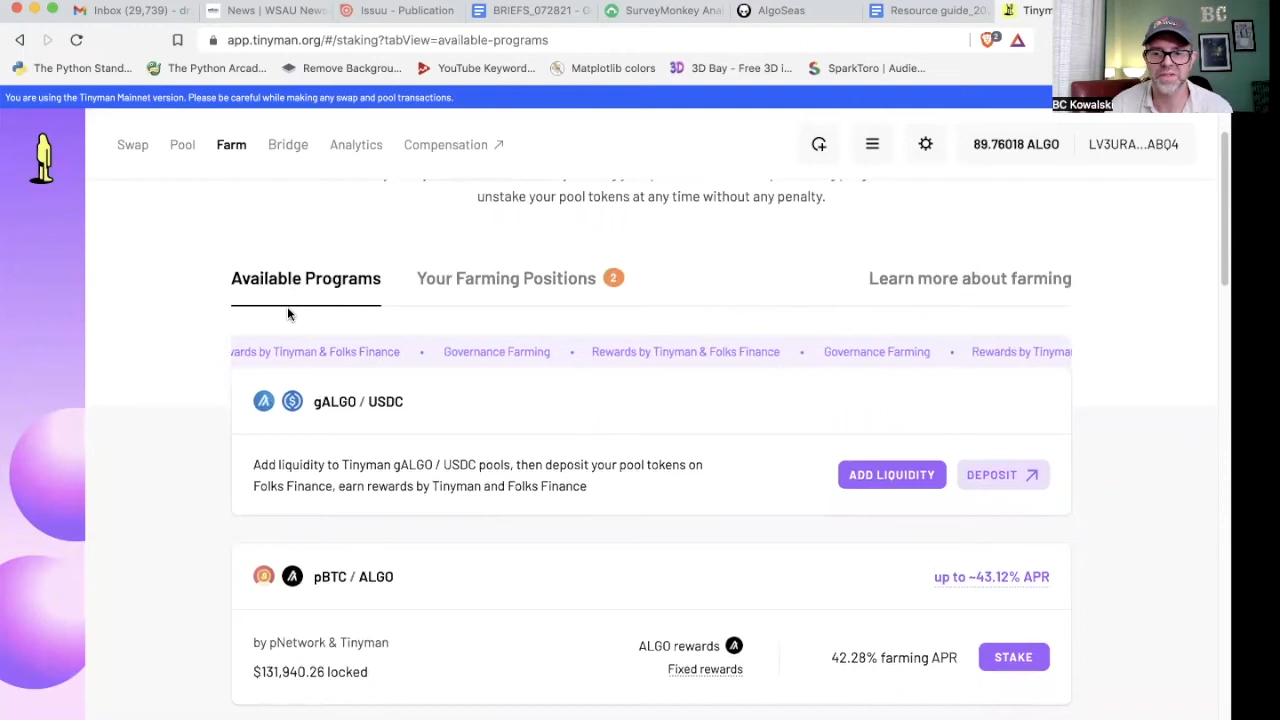 Inbox (29,739) - dr
News | WSAU News
Issuu - Publication
BRIEFS_072821 - G
SurveyMonkey Ana
AlgoSeas
Resource guide_20
Tinym
app.tinyman.org/#/staking?tabView=available-programs
2
The Python Stand...
The Python Arcad...
Remove Backgrou...
YouTube Keyword...
Matplotlib colors
3D Bay - Free 3D i...
SparkToro | Audie...
BC
BC Kowalski
You are using the Tinyman Mainnet version. Please be careful while making any swap and pool transactions.
Swap
Pool
Farm
Bridge
Analytics
Compensation
89.76018 ALGO
LV3URA...ABQ4
unstake your pool tokens at any time without any penalty.
Available Programs
Your Farming Positions 2
Learn more about farming
vards by Tinyman & Folks Finance • Governance Farming • Rewards by Tinyman & Folks Finance • Governance Farming • Rewards by Tinyma
gALGO / USDC
Add liquidity to Tinyman gALGO / USDC pools, then deposit your pool tokens on
Folks Finance, earn rewards by Tinyman and Folks Finance
ADD LIQUIDITY
DEPOSIT
pBTC / ALGO
up to ~43.12% APR
by pNetwork & Tinyman
$131,940.26 locked
ALGO rewards
Fixed rewards
42.28% farming APR
STAKE